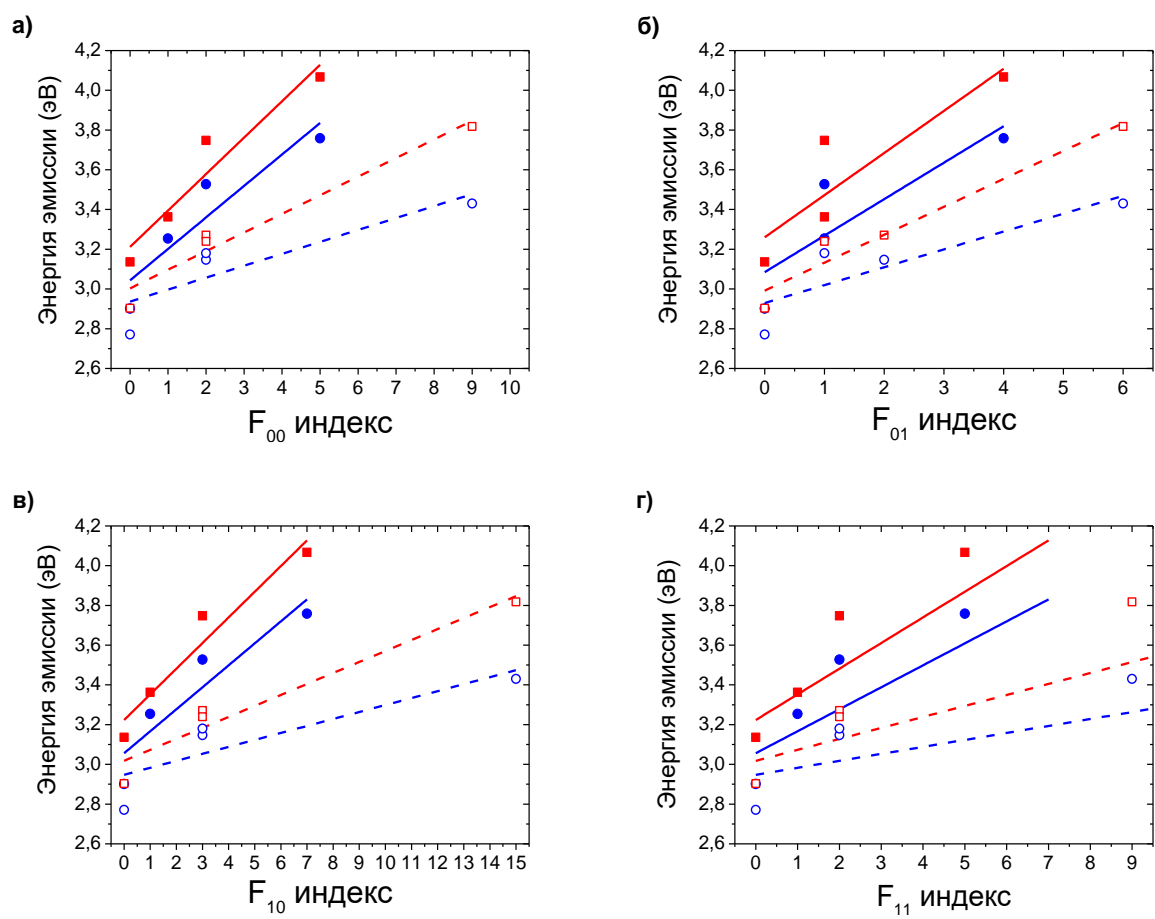 а)
Энергия эмиссии (эВ)
4,2
4,0
3,8
3,6
3,4
3,2
3,0
2,8
2,6
0 1 2 3 4 5 6 7 8 9 10
F00 индекс
б)
Энергия эмиссии (эВ)
4,2
4,0
3,8
3,6
3,4
3,2
3,0
2,8
2,6
0 1 2 3 4 5 6
F01 индекс
в)
Энергия эмиссии (эВ)
4,2
4,0
3,8
3,6
3,4
3,2
3,0
2,8
2,6
0 1 2 3 4 5 6 7 8 9 10 11 12 13 14 15
F10 индекс
г)
Энергия эмиссии (эВ)
4,2
4,0
3,8
3,6
3,4
3,2
3,0
2,8
2,6
0 1 2 3 4 5 6 7 8 9
F11 индекс